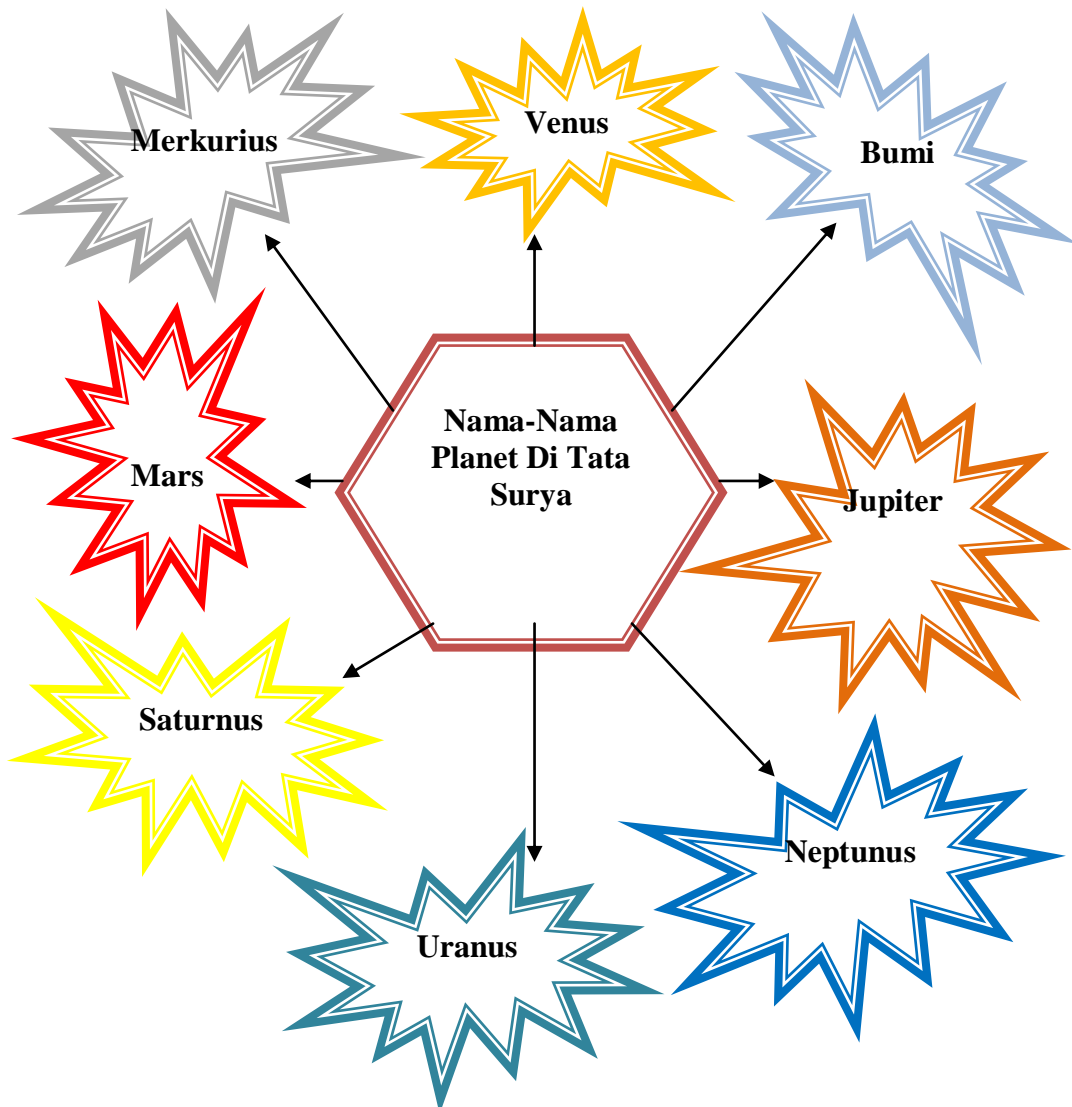 Merkurius
Venus
Bumi
Nama-Nama
Planet Di Tata
Surya
Mars
Jupiter
Saturnus
Neptunus
Uranus